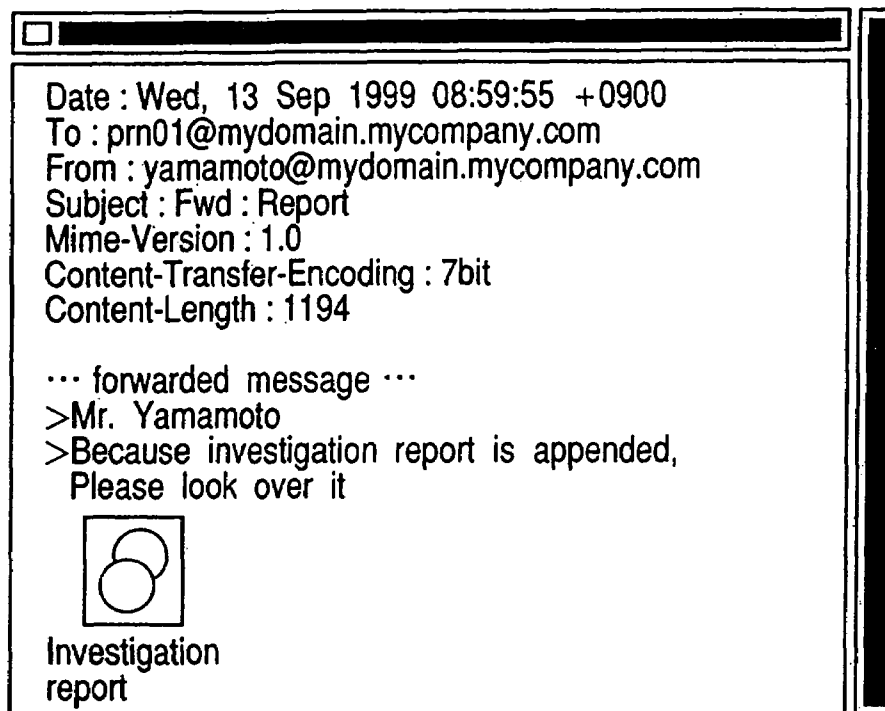 Date : Wed, 13 Sep 1999 08:59:55 +0900
To : prn01@mydomain.mycompany.com
From : yamamoto@mydomain.mycompany.com
Subject : Fwd : Report
Mime-Version : 1.0
Content-Transfer-Encoding : 7bit
Content-Length : 1194
··· forwarded message ···
>Mr. Yamamoto
>Because investigation report is appended,
Please look over it
Investigation
report